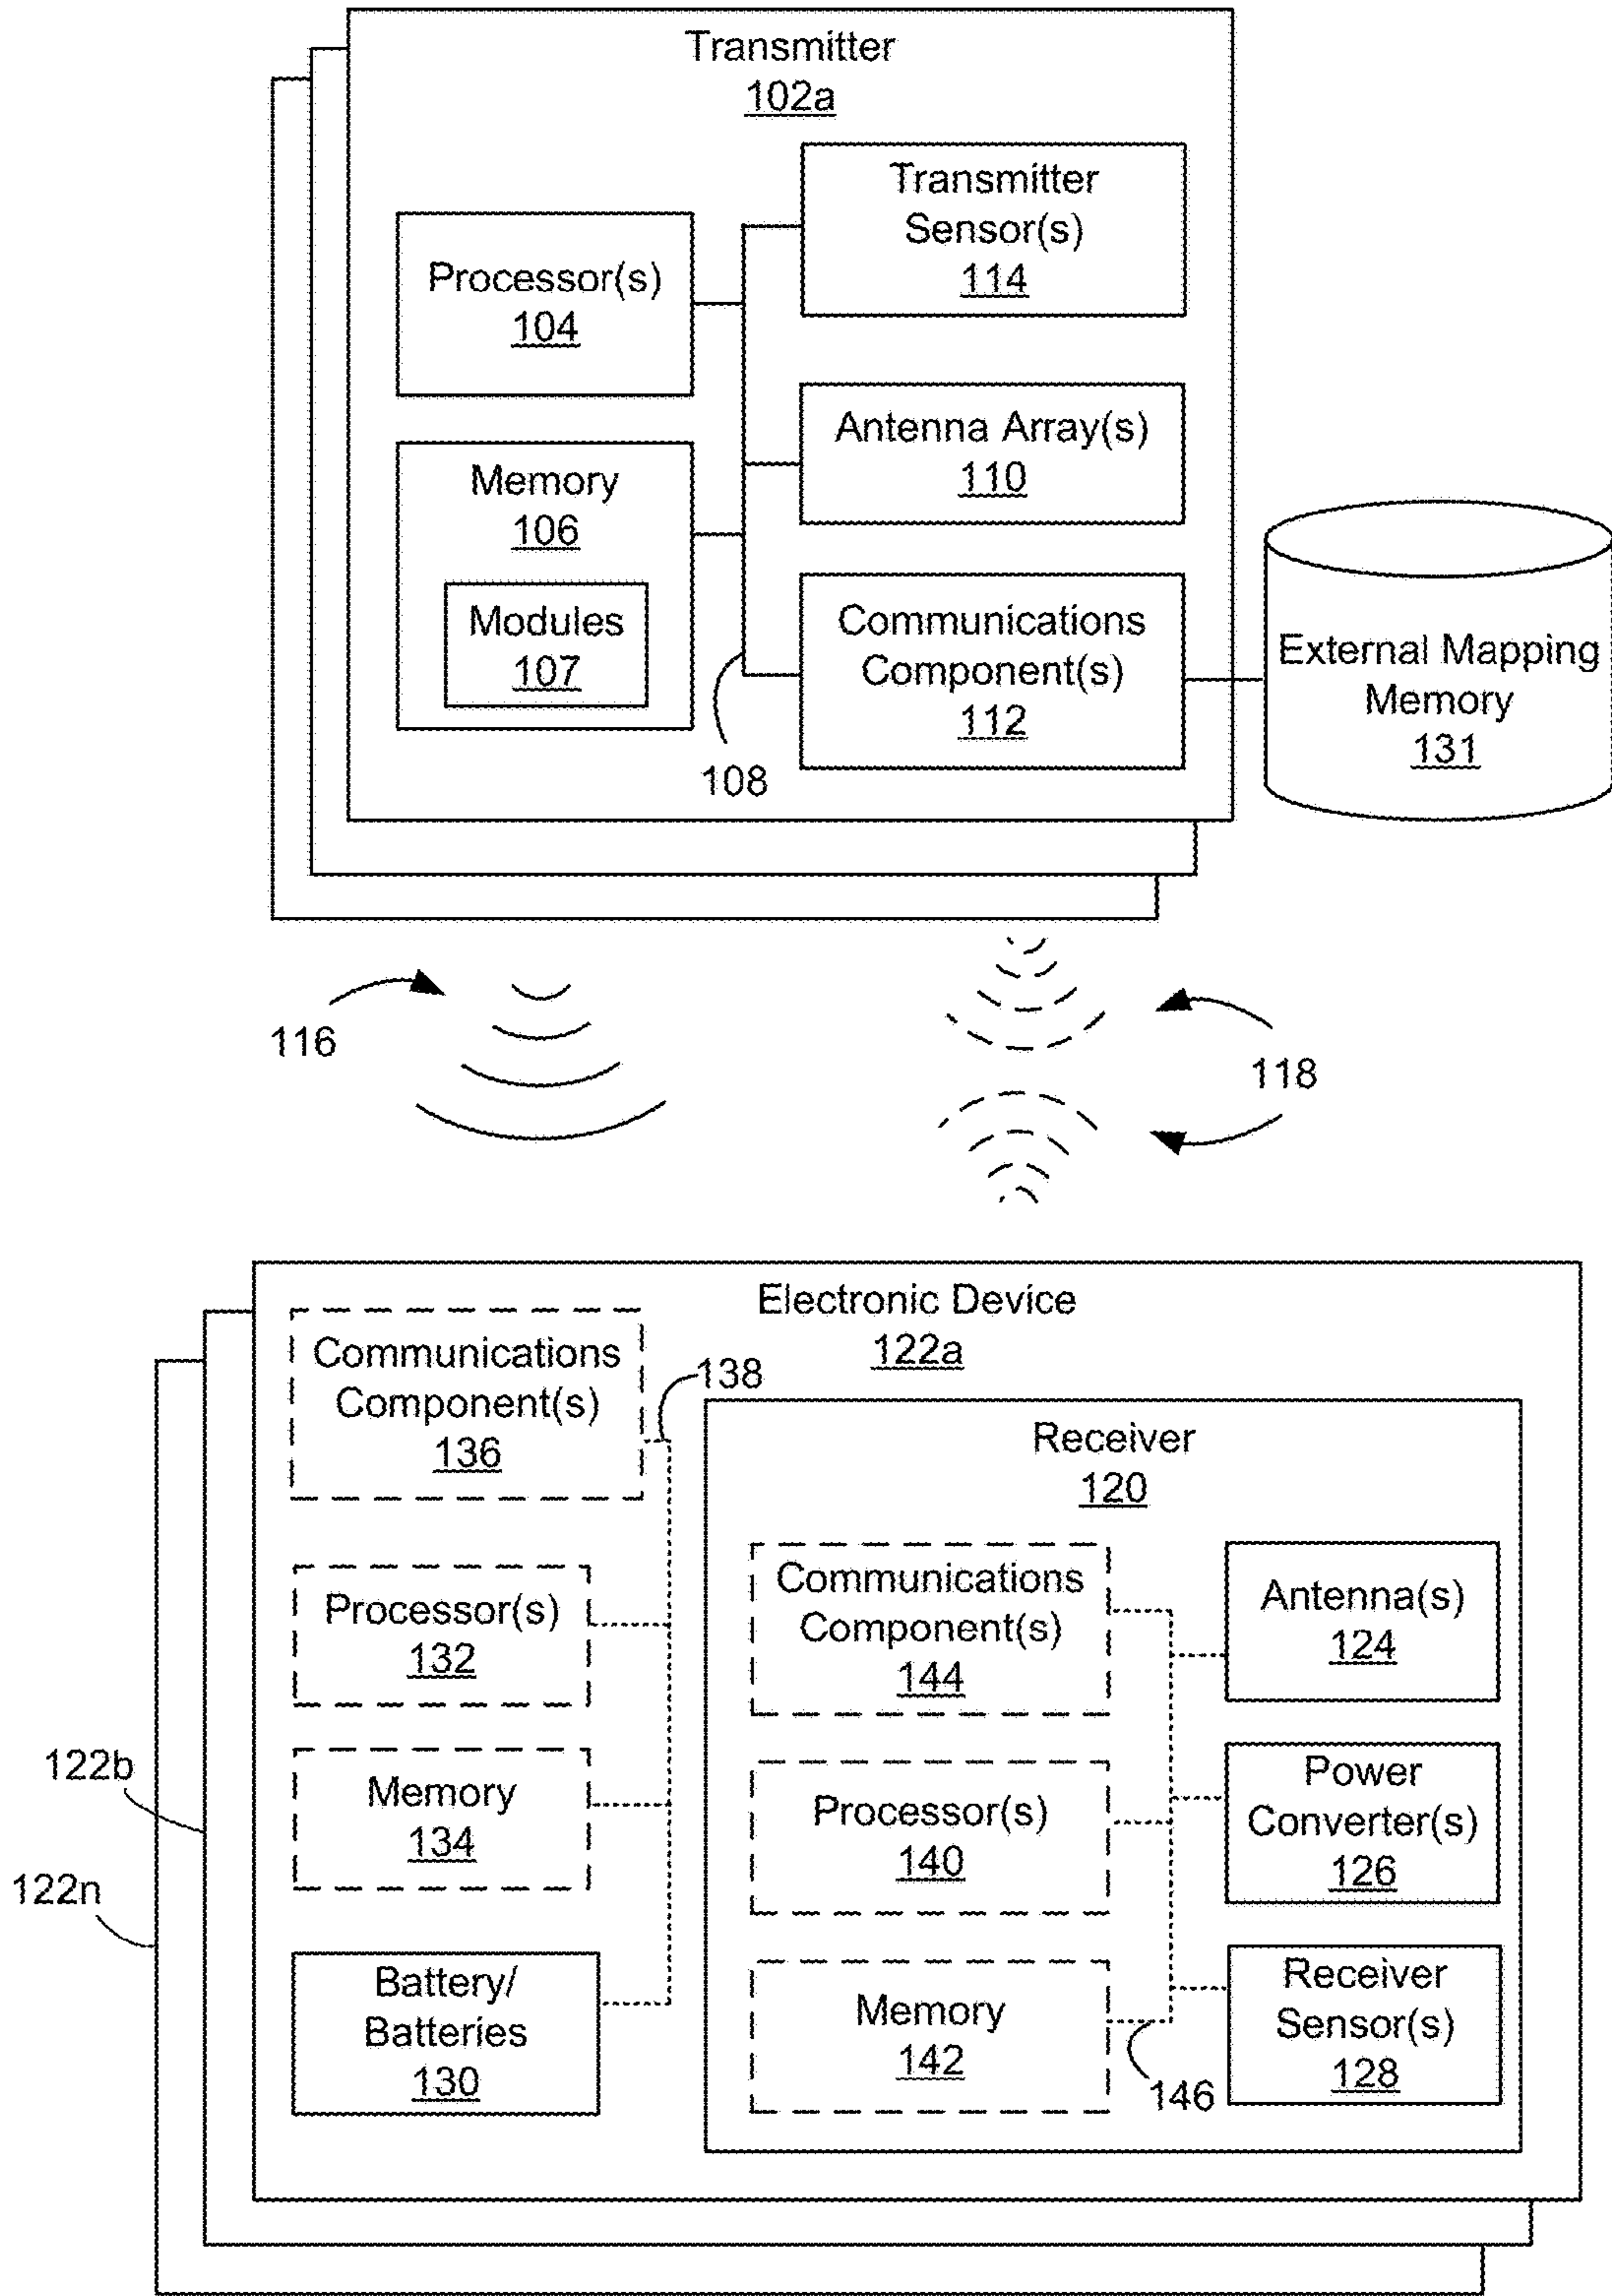 Transmitter
102a
Transmitter
Sensor(s)
114
Processor(s)
104
Antenna Array(s)
110
Memory
106
Modules
107
Communications
Component(s)
112
108
External Mapping
Memory
131
116
118
Electronic Device
122a
Communications
Component(s)
136
138
Receiver
120
Processor(s)
132
Communications
Component(s)
144
Antenna(s)
124
122b
Memory
134
Processor(s)
140
Power
Converter(s)
126
122n
Battery/
Batteries
130
Memory
142
146
Receiver
Sensor(s)
128